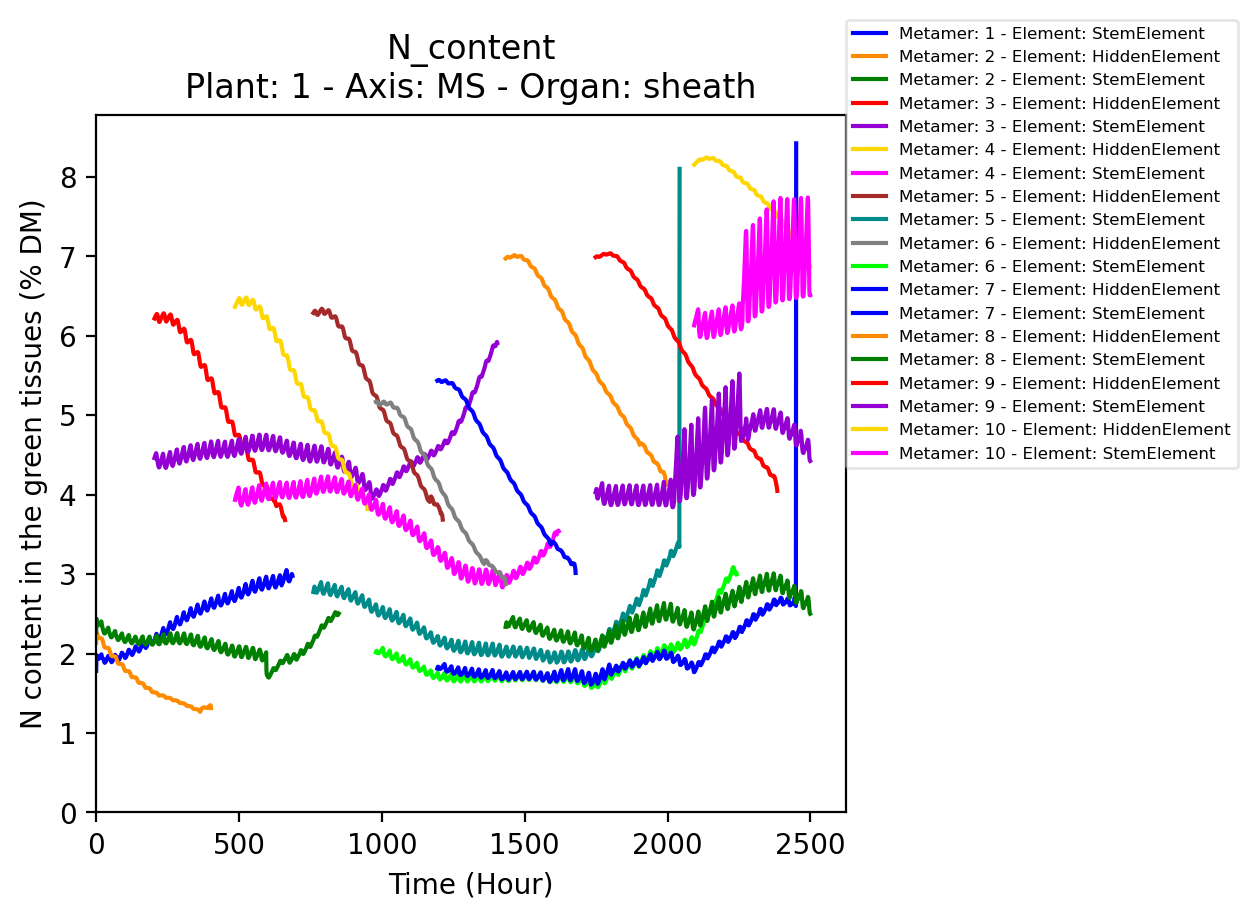 N_content
Plant: 1 - Axis: MS - Organ: sheath
N content in the green tissues (% DM)
8
7
6
5
4
3
2
1
0
0 500 1000 1500 2000 2500
Time (Hour)
Metamer: 1 - Element: StemElement
Metamer: 2 - Element: HiddenElement
Metamer: 2 - Element: StemElement
Metamer: 3 - Element: HiddenElement
Metamer: 3 - Element: StemElement
Metamer: 4 - Element: HiddenElement
Metamer: 4 - Element: StemElement
Metamer: 5 - Element: HiddenElement
Metamer: 5 - Element: StemElement
Metamer: 6 - Element: HiddenElement
Metamer: 6 - Element: StemElement
Metamer: 7 - Element: HiddenElement
Metamer: 7 - Element: StemElement
Metamer: 8 - Element: HiddenElement
Metamer: 8 - Element: StemElement
Metamer: 9 - Element: HiddenElement
Metamer: 9 - Element: StemElement
Metamer: 10 - Element: HiddenElement
Metamer: 10 - Element: StemElement